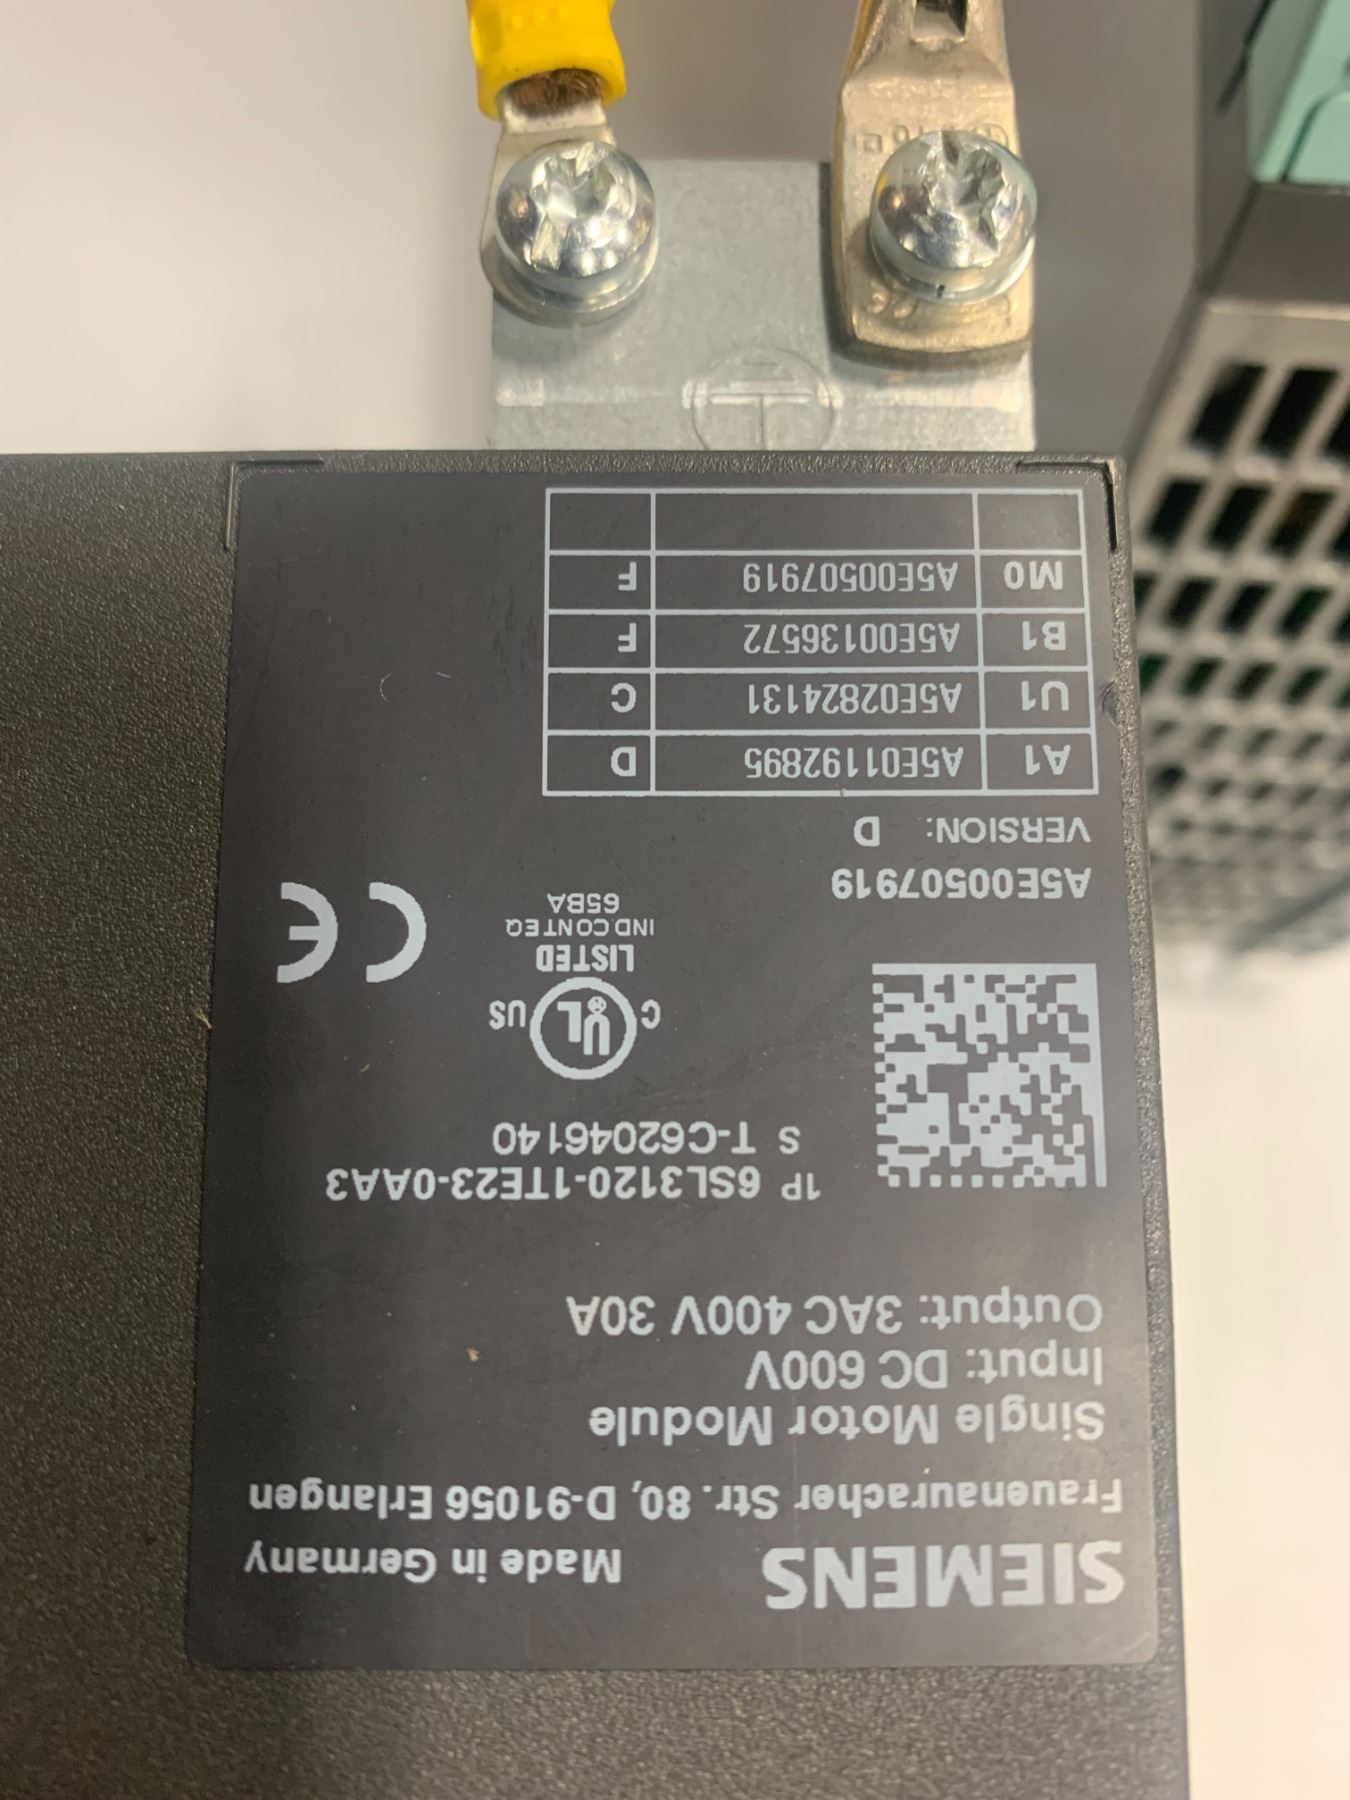 SIEMENS Made in Germany
Frauenauracher Str. 80, D-91056 Erlangen
Single Motor Module
Input: DC 600V
Output: 3AC 400V 30A
1P 6SL3120-1TE23-0AA3
S T-C62046140
C UL US
LISTED
IND.CONT.EQ
65BA
CE
A5E00507919
VERSION: D
A1 A5E01192895 D
U1 A5E02824131 C
B1 A5E00136572 F
M0 A5E00507919 F